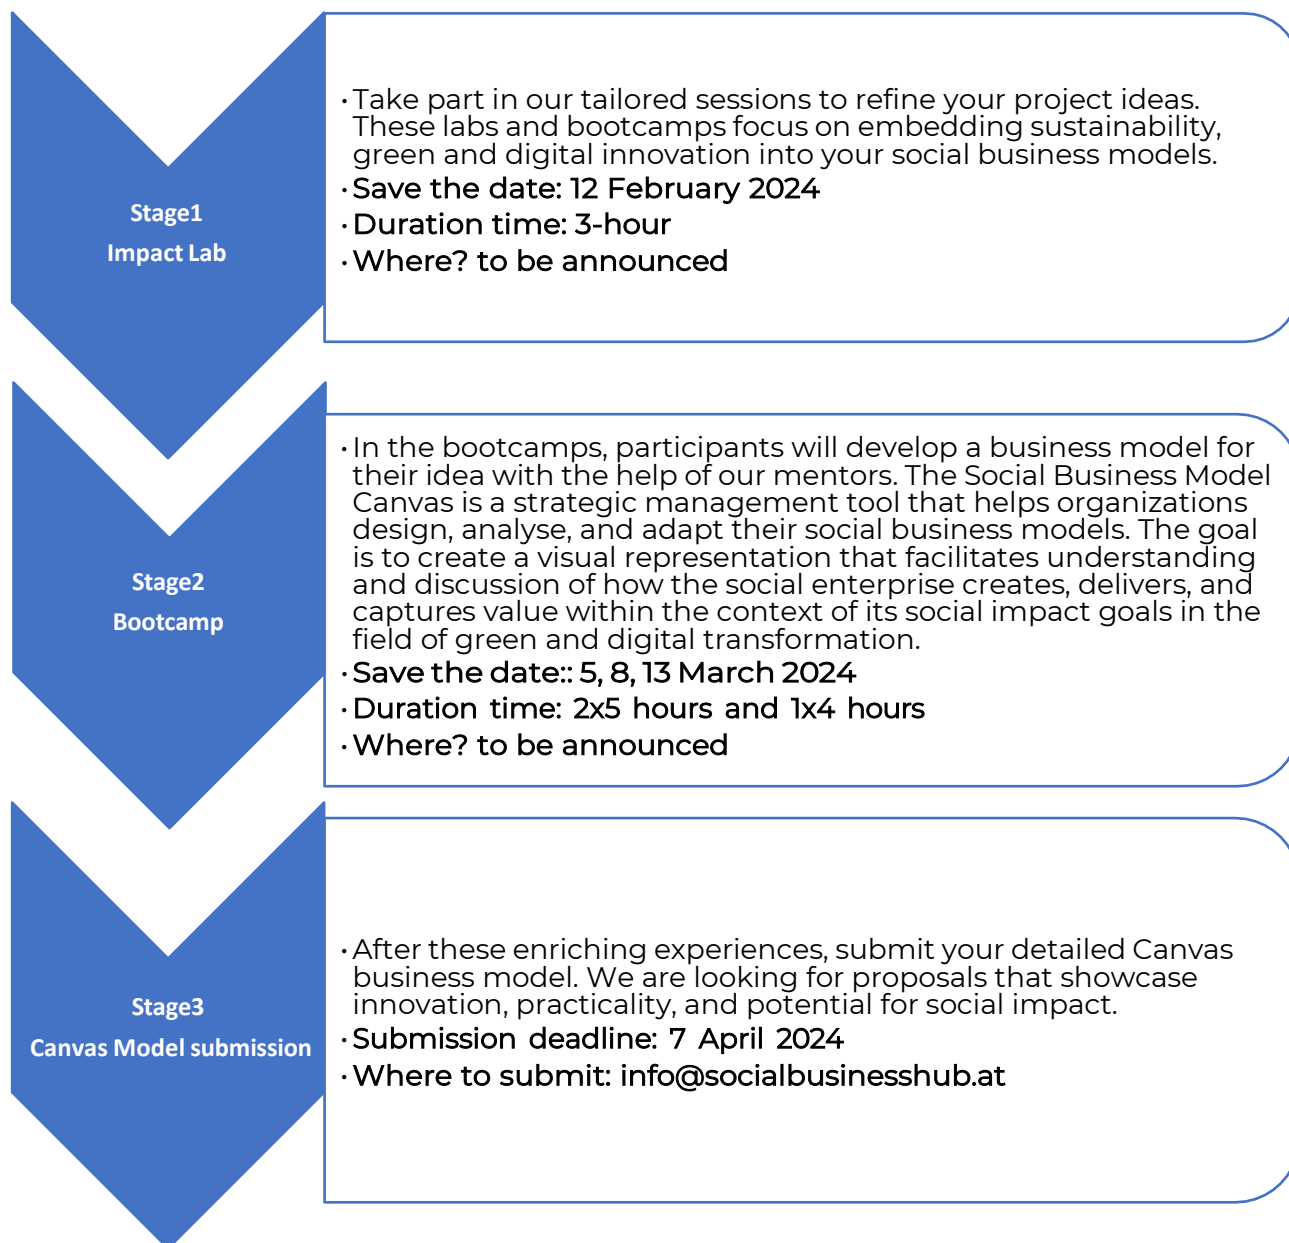 Stage1
Impact Lab
· Take part in our tailored sessions to refine your project ideas.
These labs and bootcamps focus on embedding sustainability,
green and digital innovation into your social business models.
· Save the date: 12 February 2024
· Duration time: 3-hour
· Where? to be announced
Stage2
Bootcamp
· In the bootcamps, participants will develop a business model for
their idea with the help of our mentors. The Social Business Model
Canvas is a strategic management tool that helps organizations
design, analyse, and adapt their social business models. The goal
is to create a visual representation that facilitates understanding
and discussion of how the social enterprise creates, delivers, and
captures value within the context of its social impact goals in the
field of green and digital transformation.
· Save the date:: 5, 8, 13 March 2024
· Duration time: 2x5 hours and 1x4 hours
· Where? to be announced
Stage3
Canvas Model submission
· After these enriching experiences, submit your detailed Canvas
business model. We are looking for proposals that showcase
innovation, practicality, and potential for social impact.
· Submission deadline: 7 April 2024
· Where to submit: info@socialbusinesshub.at